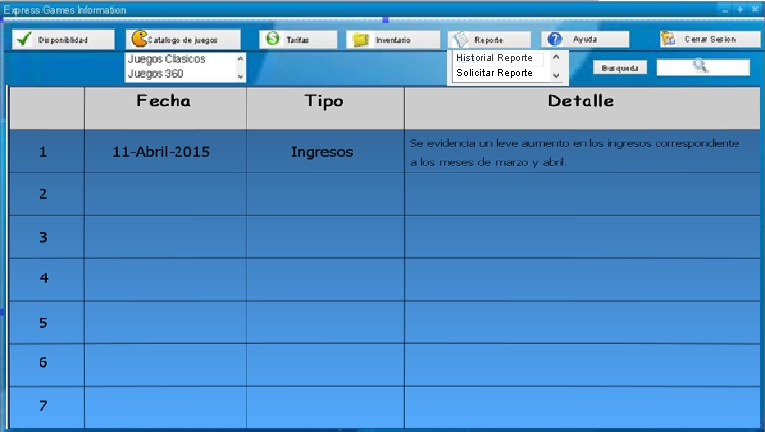 Express Games Information
Disponiblidad
Catalogo de juegos
Tarifas
Inventario
Reporte
Ayuda
Cerrar Sesion
Juegos Clasicos
Juegos 360
Historial Reporte
Solicitar Reporte
Busqueda
Fecha Tipo Detalle
1 11-Abril-2015 Ingresos Se evidencia un leve aumento en los ingresos correspondiente
a los meses de marzo y abril.
2
3
4
5
6
7